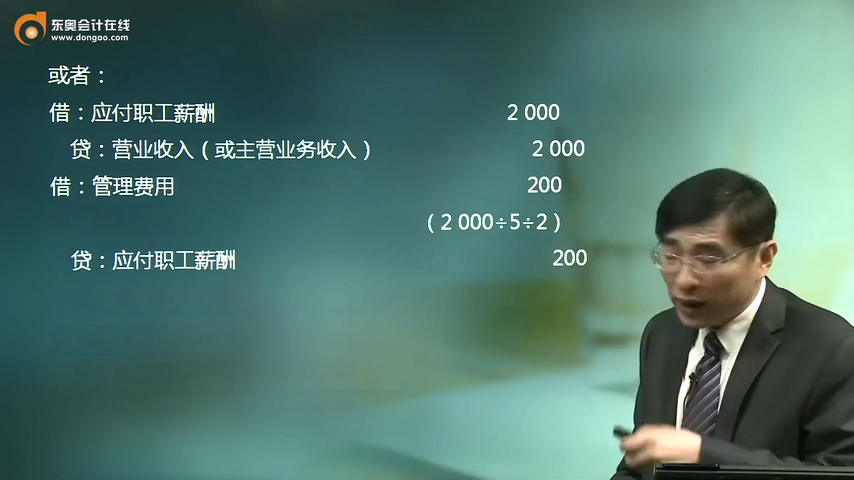 东奥会计在线
www.dongao.com
或者：
借：应付职工薪酬 2 000
贷：营业收入（或主营业务收入） 2 000
借：管理费用 200
（2 000÷5÷2）
贷：应付职工薪酬 200